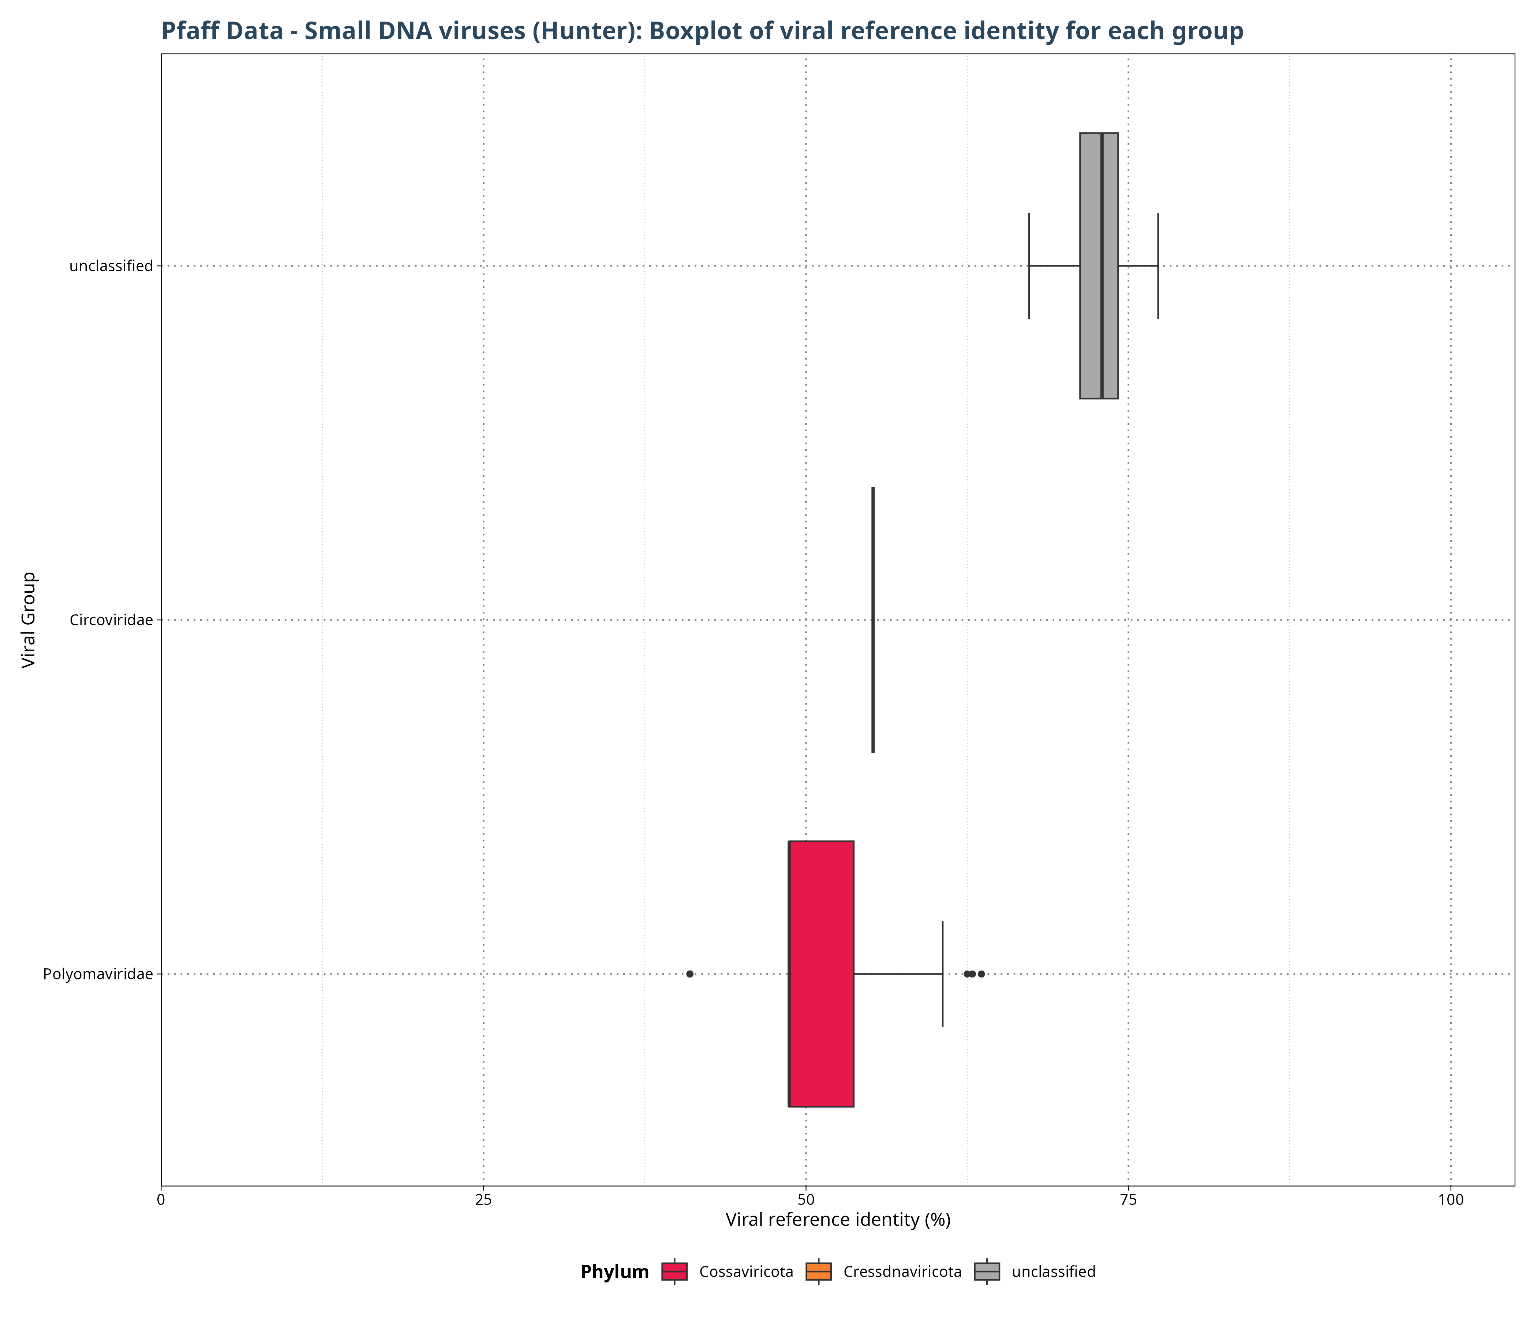 Pfaff Data - Small DNA viruses (Hunter): Boxplot of viral reference identity for each group
Viral Group
unclassified
Circoviridae
Polyomaviridae
0 25 50 75 100
Viral reference identity (%)
Phylum Cossaviricota Cressdnaviricota unclassified